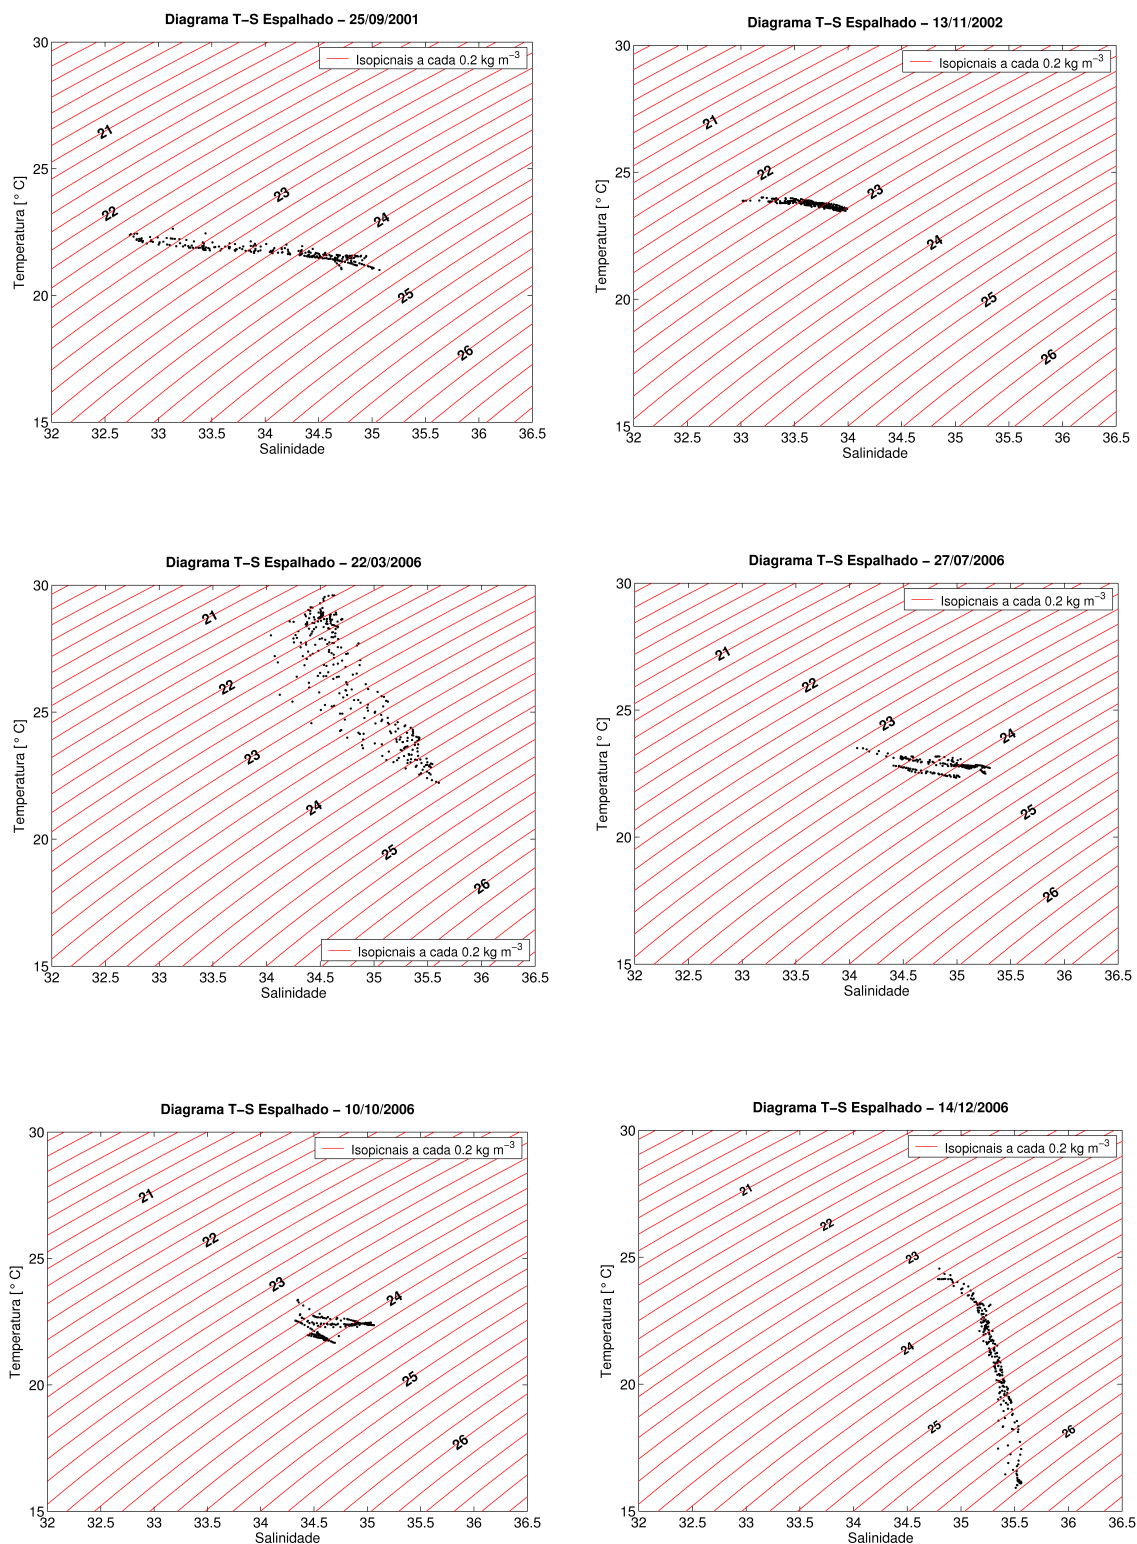 Diagrama T−S Espalhado − 25/09/2001
Isopicnais a cada 0.2 kg m−3
Temperatura [ ° C]
30
25
20
15
21
22
23
24
25
26
32 32.5 33 33.5 34 34.5 35 35.5 36 36.5
Salinidade
Diagrama T−S Espalhado − 13/11/2002
Isopicnais a cada 0.2 kg m−3
Temperatura [ ° C]
30
25
20
15
21
22
23
24
25
26
32 32.5 33 33.5 34 34.5 35 35.5 36 36.5
Salinidade
Diagrama T−S Espalhado − 22/03/2006
Temperatura [ ° C]
30
25
20
15
21
22
23
24
25
26
Isopicnais a cada 0.2 kg m−3
32 32.5 33 33.5 34 34.5 35 35.5 36 36.5
Salinidade
Diagrama T−S Espalhado − 27/07/2006
Isopicnais a cada 0.2 kg m−3
Temperatura [ ° C]
30
25
20
15
21
22
23
24
25
26
32 32.5 33 33.5 34 34.5 35 35.5 36 36.5
Salinidade
Diagrama T−S Espalhado − 10/10/2006
Isopicnais a cada 0.2 kg m−3
Temperatura [ ° C]
30
25
20
15
21
22
23
24
25
26
32 32.5 33 33.5 34 34.5 35 35.5 36 36.5
Salinidade
Diagrama T−S Espalhado − 14/12/2006
Isopicnais a cada 0.2 kg m−3
Temperatura [ ° C]
30
25
20
15
21
22
23
24
25
26
32 32.5 33 33.5 34 34.5 35 35.5 36 36.5
Salinidade